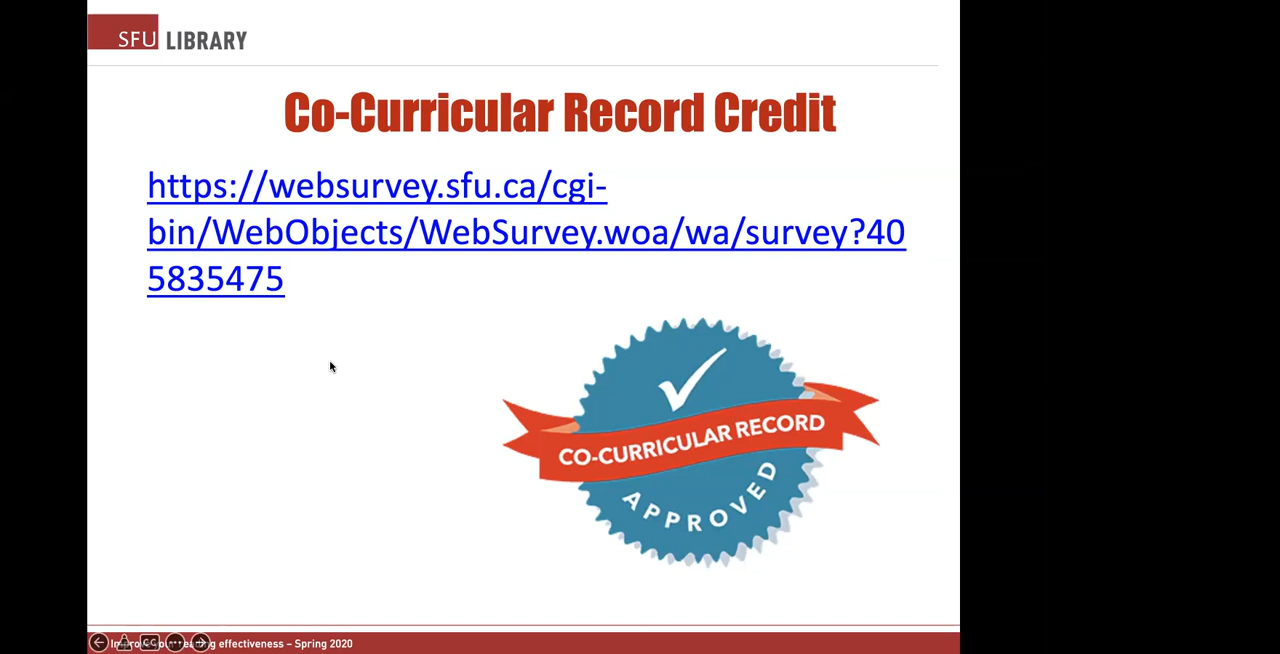 SFU LIBRARY
Co-Curricular Record Credit
https://websurvey.sfu.ca/cgi-
bin/WebObjects/WebSurvey.woa/wa/survey?40
5835475
CO-CURRICULAR RECORD
APPROVED
effectiveness – Spring 2020